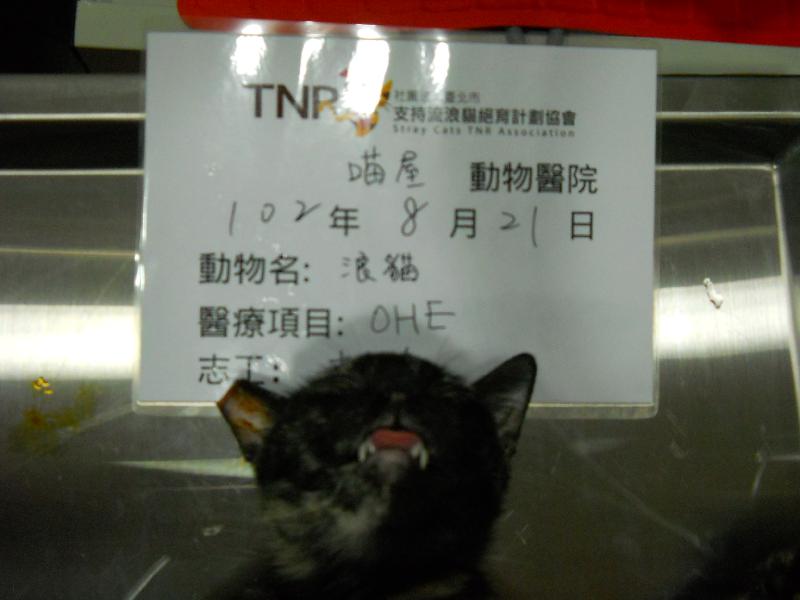 TNR
社團法人臺北市
支持流浪貓絕育計劃協會
Stray Cats TNR Association
喵屋 動物醫院
102年 8月21日
動物名: 浪貓
醫療項目: OHE
志工: